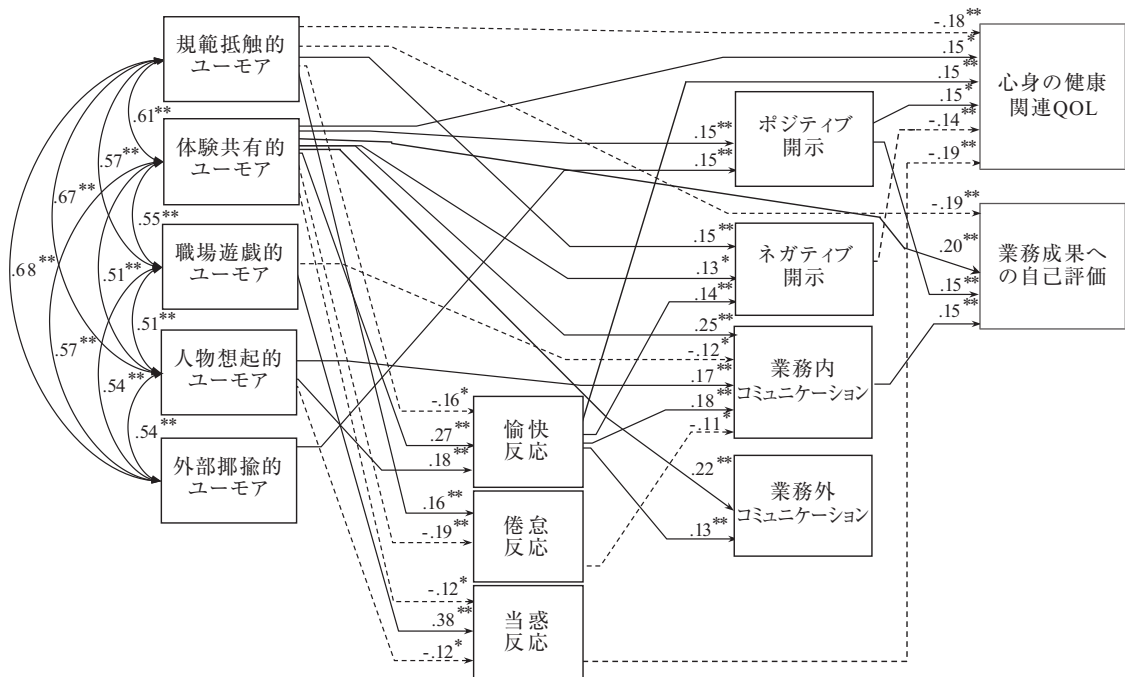 規範抵触的
ユーモア
体験共有的
ユーモア
職場遊戯的
ユーモア
人物想起的
ユーモア
外部揶揄的
ユーモア
.61**
.57**
.67**
.55**
.68**
.51**
.51**
.57**
.54**
.54**
愉快
反応
倦怠
反応
当惑
反応
-.16*
.27**
.18**
.16**
-.19**
-.12*
.38**
-.12*
ポジティブ
開示
ネガティブ
開示
業務内
コミュニケーション
業務外
コミュニケーション
.15**
.15**
.15**
.13*
.14**
.25**
-.12*
.17**
.18**
-.11*
.22**
.13**
心身の健康
関連QOL
業務成果へ
の自己評価
-.18**
.15*
.15**
.15*
-.14**
-.19**
-.19**
.20**
.15**
.15**